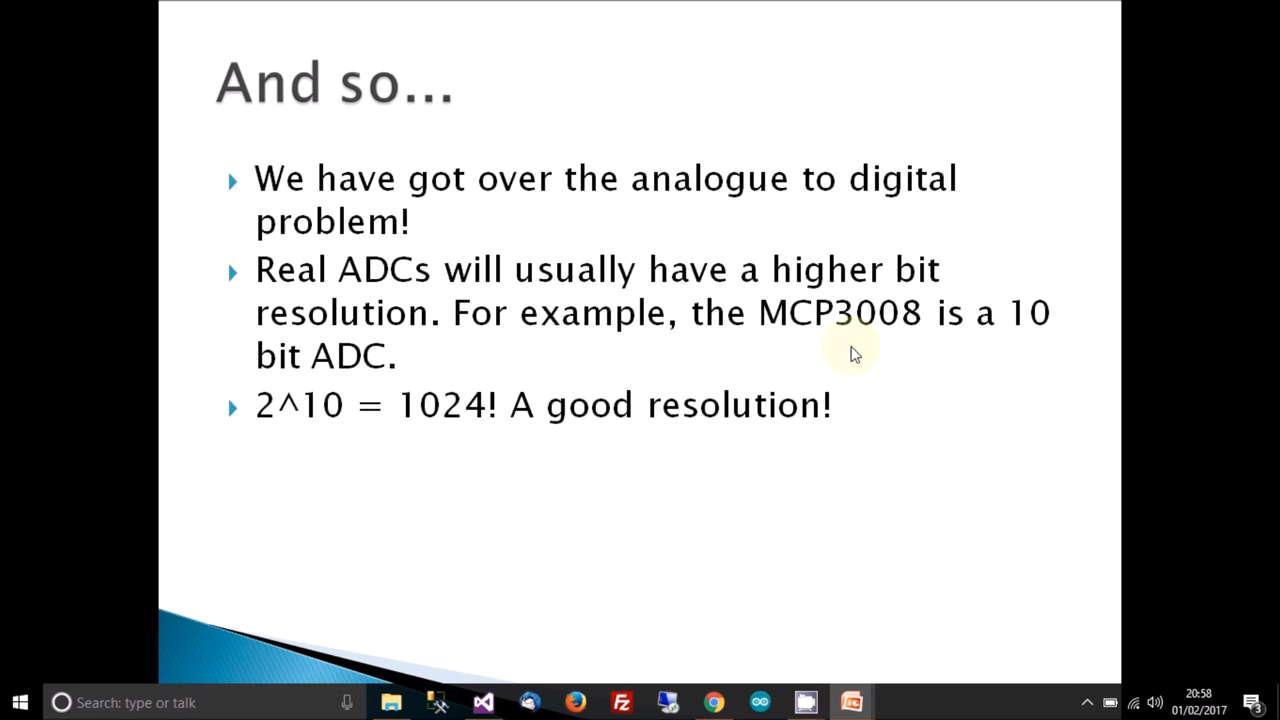 And so...
We have got over the analogue to digital
problem!
Real ADCs will usually have a higher bit
resolution. For example, the MCP3008 is a 10
bit ADC.
2^10 = 1024! A good resolution!
Search: type or talk
20:58
01/02/2017
3